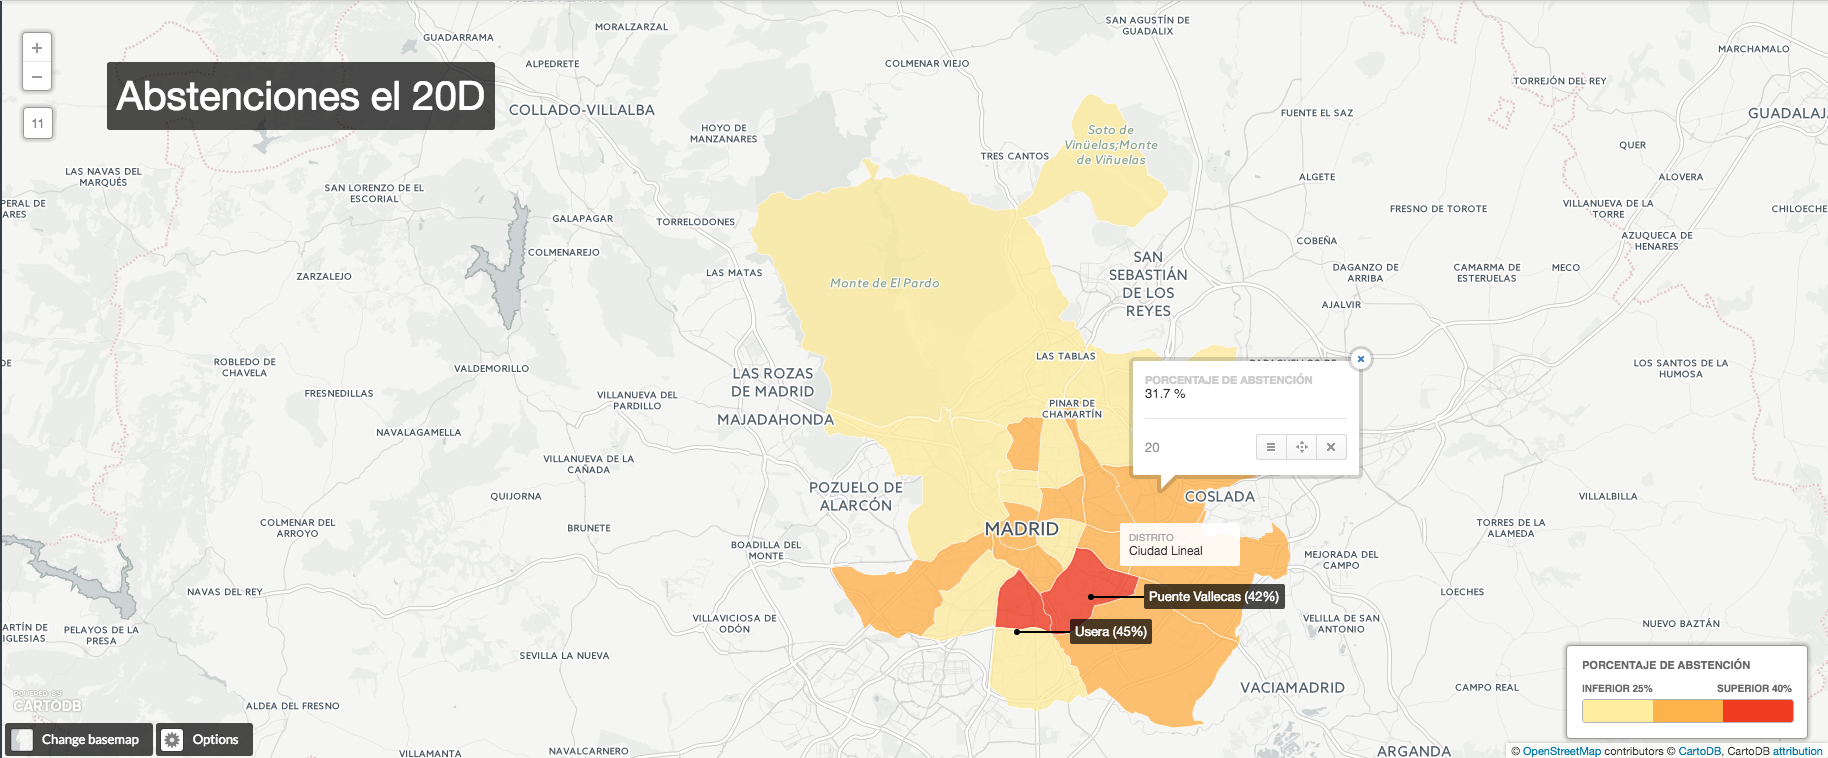 SAN AGUSTÍN DE
GUADALIX
MORALZARZAL
GUADARRAMA
MARCHAMALO
ALPEDRETE
COLMENAR VIEJO
TORREJÓN DEL REY
+
−
11
Abstenciones el 20D
COLLADO-VILLALBA
FUENTE EL SAZ
GUADALAJ
HOYO DE
MANZANARES
Soto de
Vinüelas;Monte
de Viñuelas
TRES CANTOS
QUER
LAS NAVAS DEL
MARQUÉS
ALGETE
ALOVERA
SAN LORENZO DE EL
ESCORIAL
PERAL DE
ARES
GALAPAGAR
TORRELODONES
FRESNO DE TOROTE
VILLANUEVA DE LA
TORRE
CHILOECHE
COBEÑA
AZUQUECA DE
HENARES
COLMENAREJO
SAN
SEBASTIÁN
DE LOS
REYES
ZARZALEJO
LAS MATAS
DAGANZO DE
ARRIBA
CAMARMA DE
ESTERUELAS
MECO
Monte de El Pardo
AJALVIR
LAS TABLAS
ROBLEDO DE
CHAVELA
VALDEMORILLO
LAS ROZAS
DE MADRID
LOS SANTOS DE LA
HUMOSA
DE
PORCENTAJE DE ABSTENCIÓN
31.7 %
20
FRESNEDILLAS
VILLANUEVA DEL
PARDILLO
PINAR DE
CHAMARTÍN
MAJADAHONDA
NAVALAGAMELLA
VILLANUEVA DE LA
CAÑADA
POZUELO DE
ALARCÓN
QUIJORNA
COSLADA
VILLALBILLA
COLMENAR DEL
ARROYO
BRUNETE
MADRID
TORRES DE LA
ALAMEDA
DISTRITO
Ciudad Lineal
BOADILLA DEL
MONTE
MEJORADA DEL
CAMPO
NAVAS DEL REY
Puente Vallecas (42%)
LOECHES
VILLAVICIOSA DE
ODÓN
VELILLA DE SAN
ANTONIO
NUEVO BAZTÁN
ARTÍN DE
IGLESIAS
PELAYOS DE LA
PRESA
Usera (45%)
SEVILLA LA NUEVA
PORCENTAJE DE ABSTENCIÓN
INFERIOR 25% SUPERIOR 40%
VACIAMADRID
CAMPO REAL
POWERED BY
CARTODB
ALDEA DEL FRESNO
Change basemap
Options
VILLAMANTA
NAVALCARNERO
ARGANDA
© OpenStreetMap contributors © CartoDB, CartoDB attribution